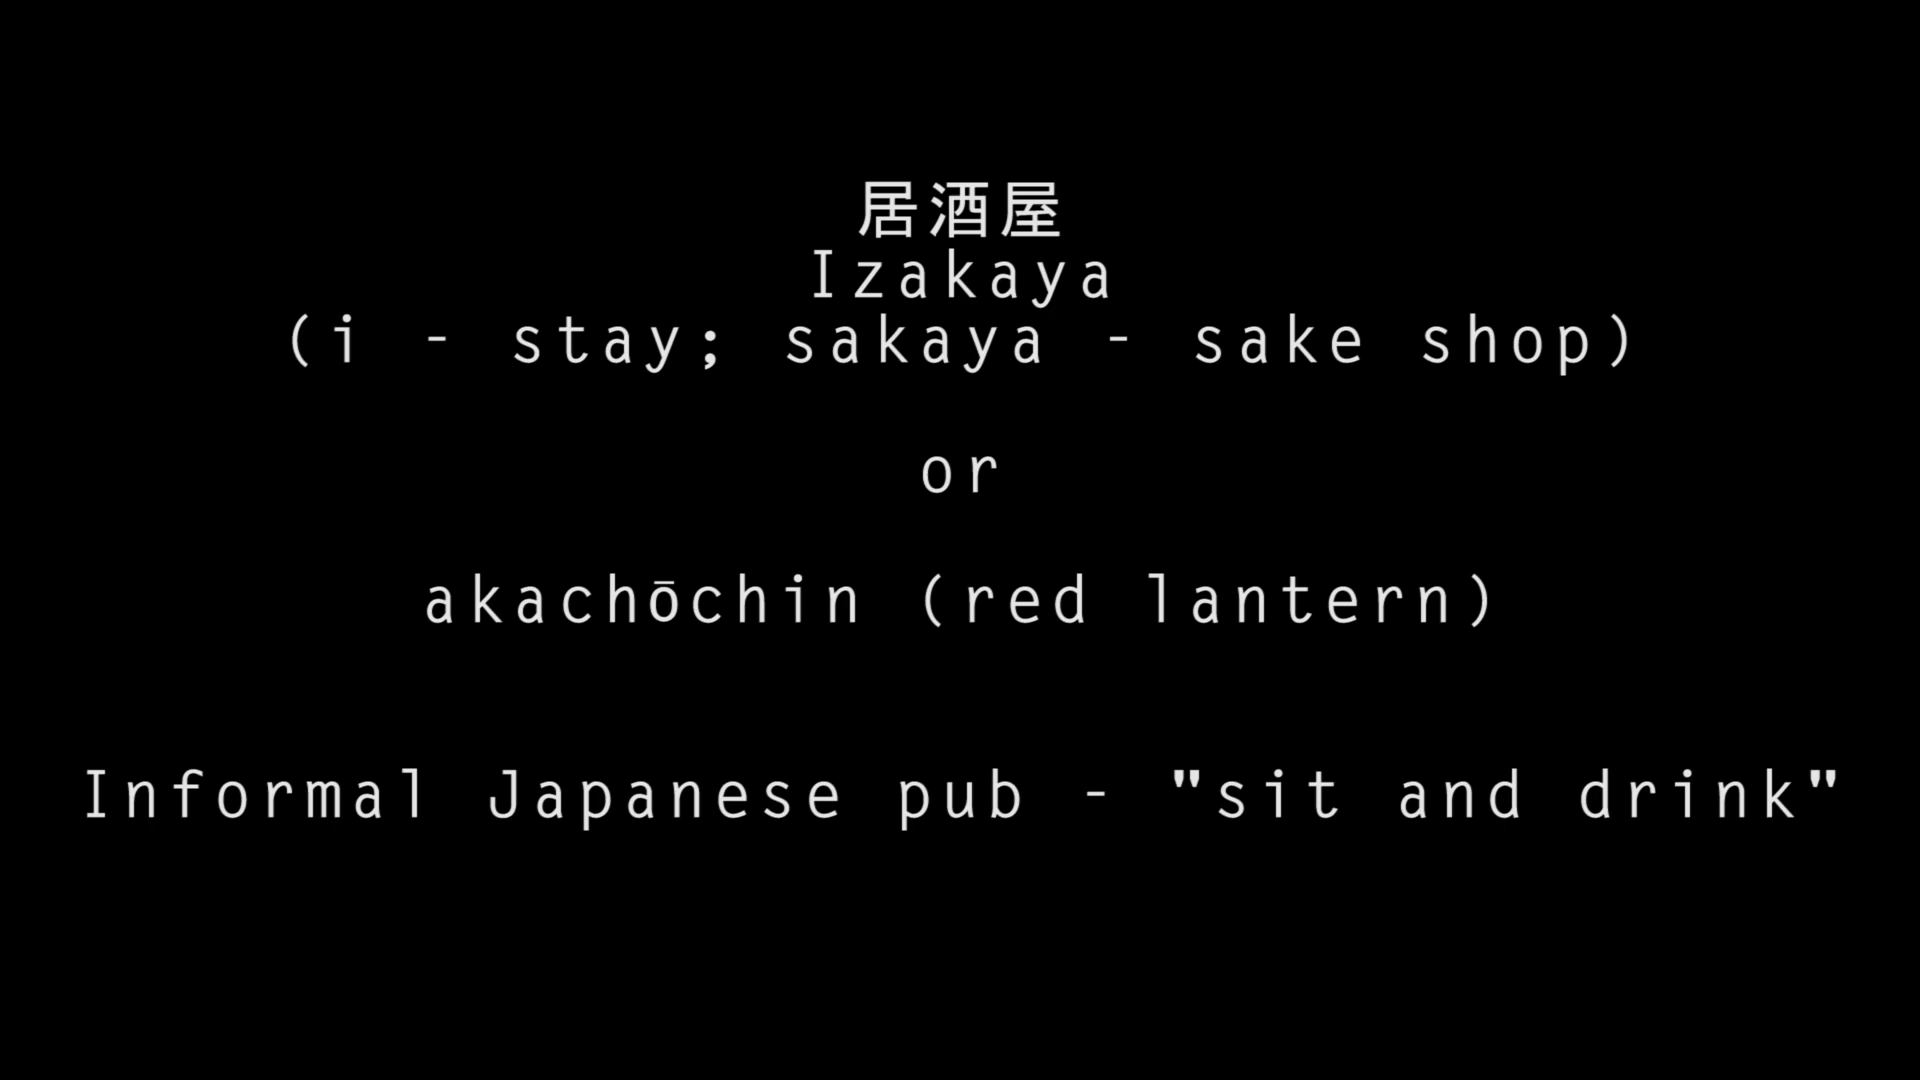 居酒屋
Izakaya
(i - stay; sakaya - sake shop)
or
akachōchin (red lantern)
Informal Japanese pub - "sit and drink"